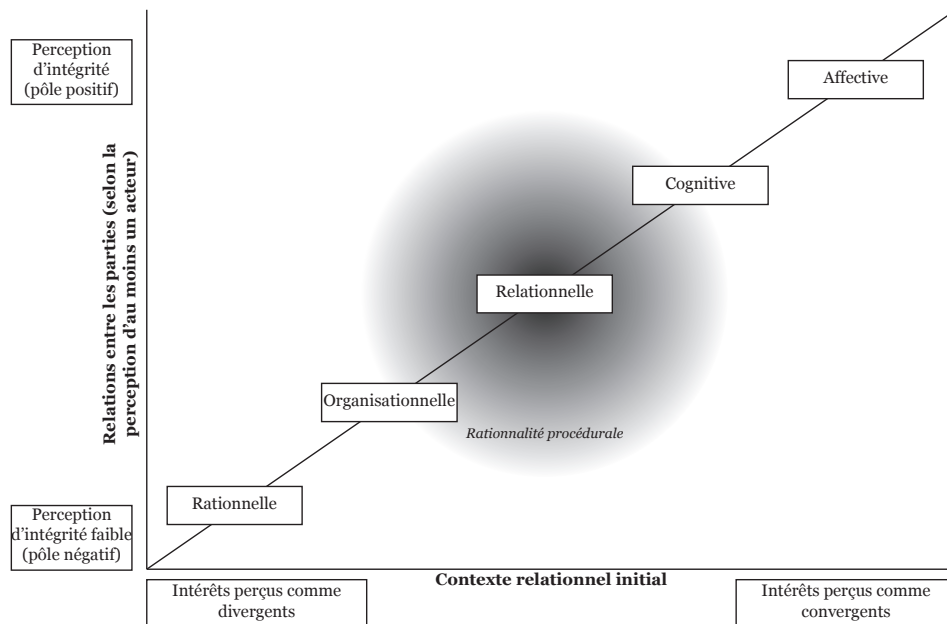 Perception
d'intégrité
(pôle positif)
Affective
Relations entre les parties (selon la
perception d'au moins un acteur)
Cognitive
Relationnelle
Organisationnelle
Rationnalité procédurale
Rationnelle
Perception
d'intégrité faible
(pôle négatif)
Contexte relationnel initial
Intérêts perçus comme
divergents
Intérêts perçus comme
convergents